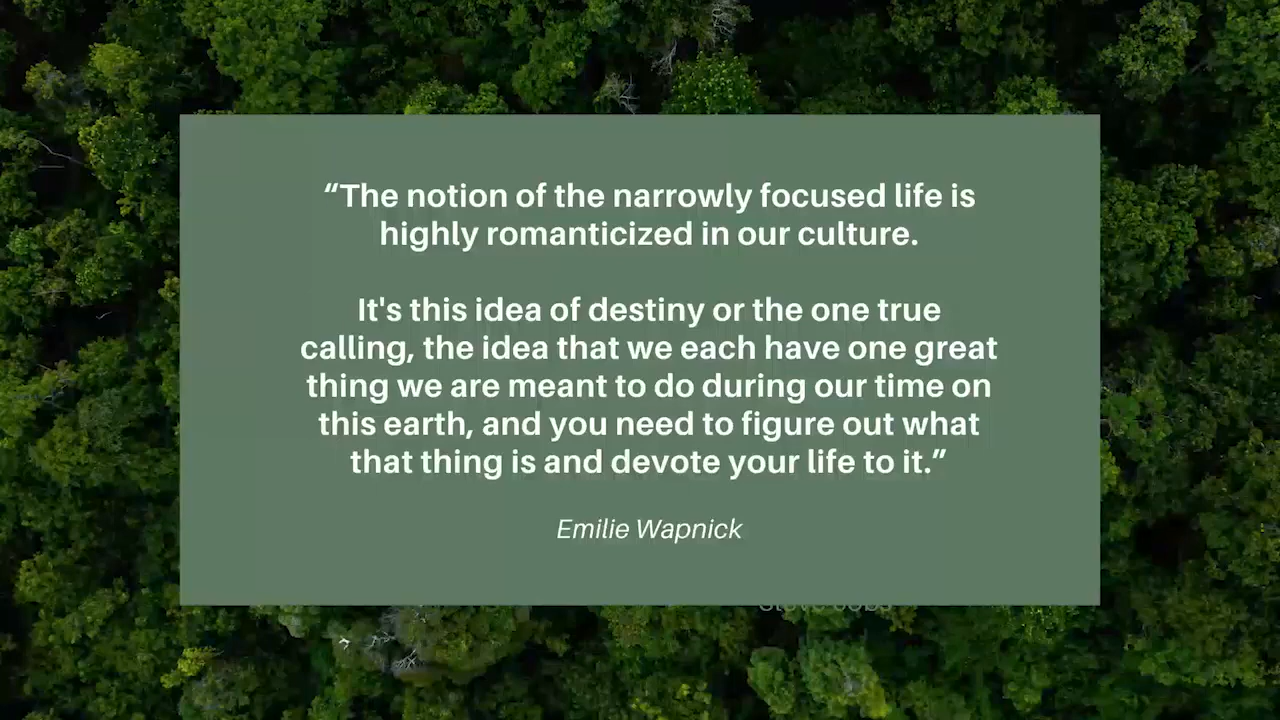 “The notion of the narrowly focused life is
highly romanticized in our culture.
It's this idea of destiny or the one true
calling, the idea that we each have one great
thing we are meant to do during our time on
this earth, and you need to figure out what
that thing is and devote your life to it.”
Emilie Wapnick
Steve Jobs